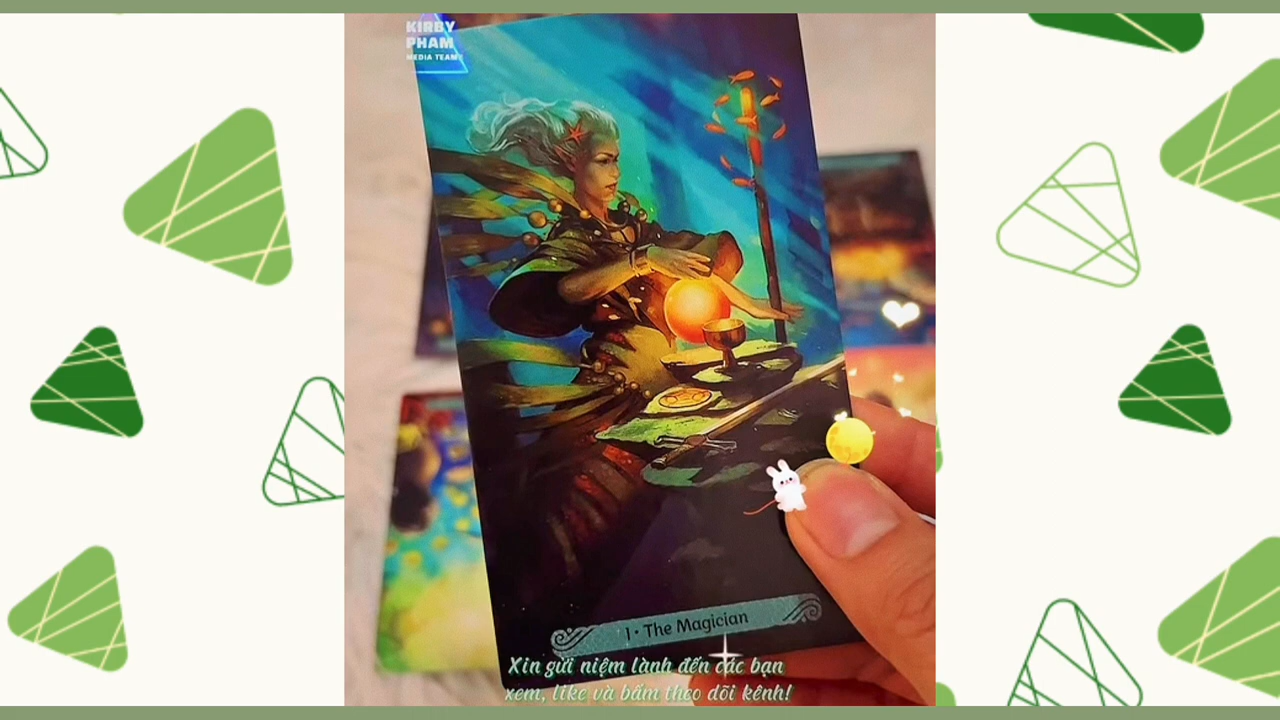 KIRBY
PHAM
MEDIA TEAM
1 • The Magician
Xin gửi niệm lành đến các bạn
xem, like và bấm theo dõi kênh!